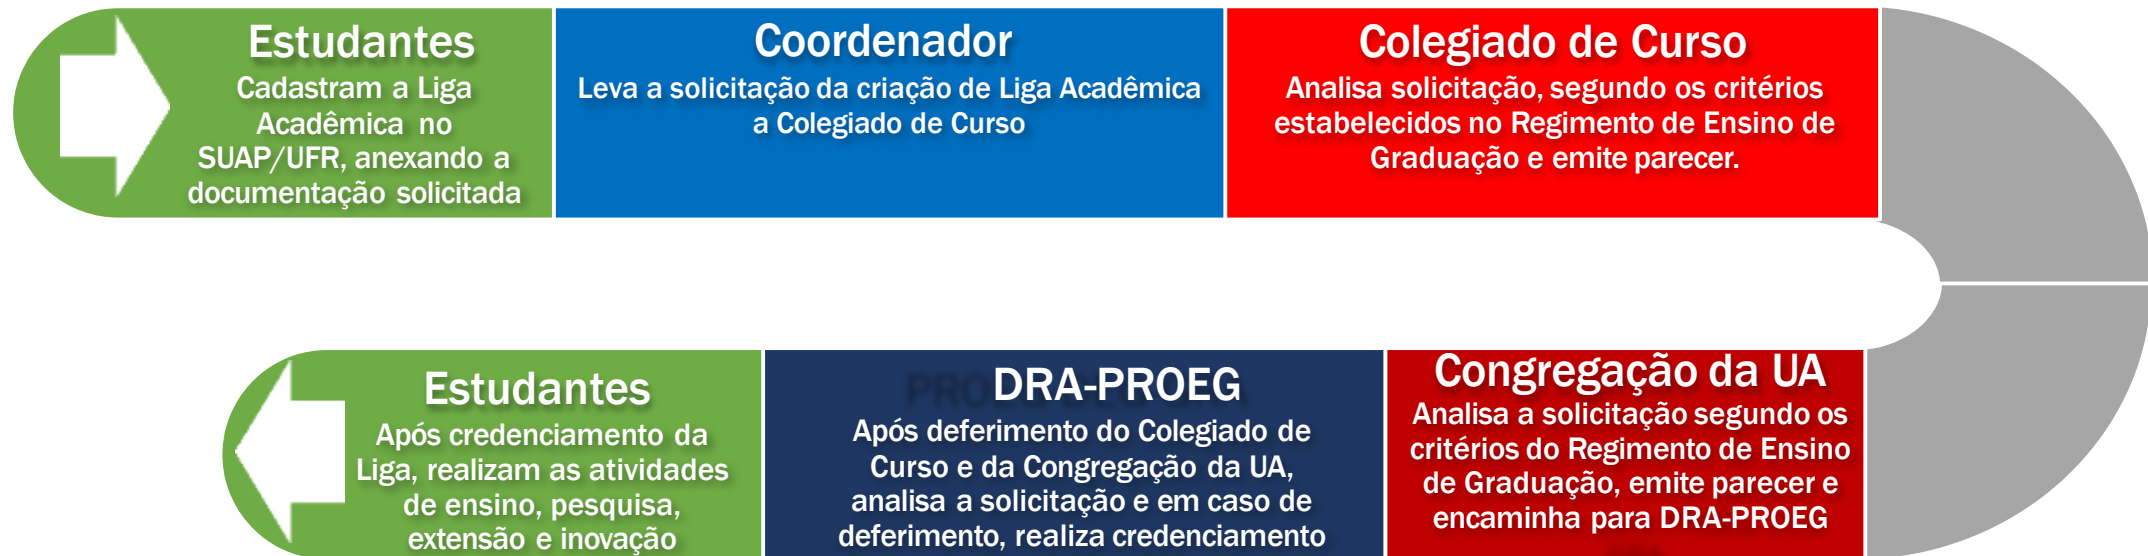 Estudantes
Cadastram a Liga
Acadêmica no
SUAP/UFR, anexando a
documentação solicitada
Coordenador
Leva a solicitação da criação de Liga Acadêmica
a Colegiado de Curso
Colegiado de Curso
Analisa solicitação, segundo os critérios
estabelecidos no Regimento de Ensino de
Graduação e emite parecer.
Congregação da UA
Analisa a solicitação segundo os
critérios do Regimento de Ensino
de Graduação, emite parecer e
encaminha para DRA-PROEG
DRA-PROEG
Após deferimento do Colegiado de
Curso e da Congregação da UA,
analisa a solicitação e em caso de
deferimento, realiza credenciamento
Estudantes
Após credenciamento da
Liga, realizam as atividades
de ensino, pesquisa,
extensão e inovação